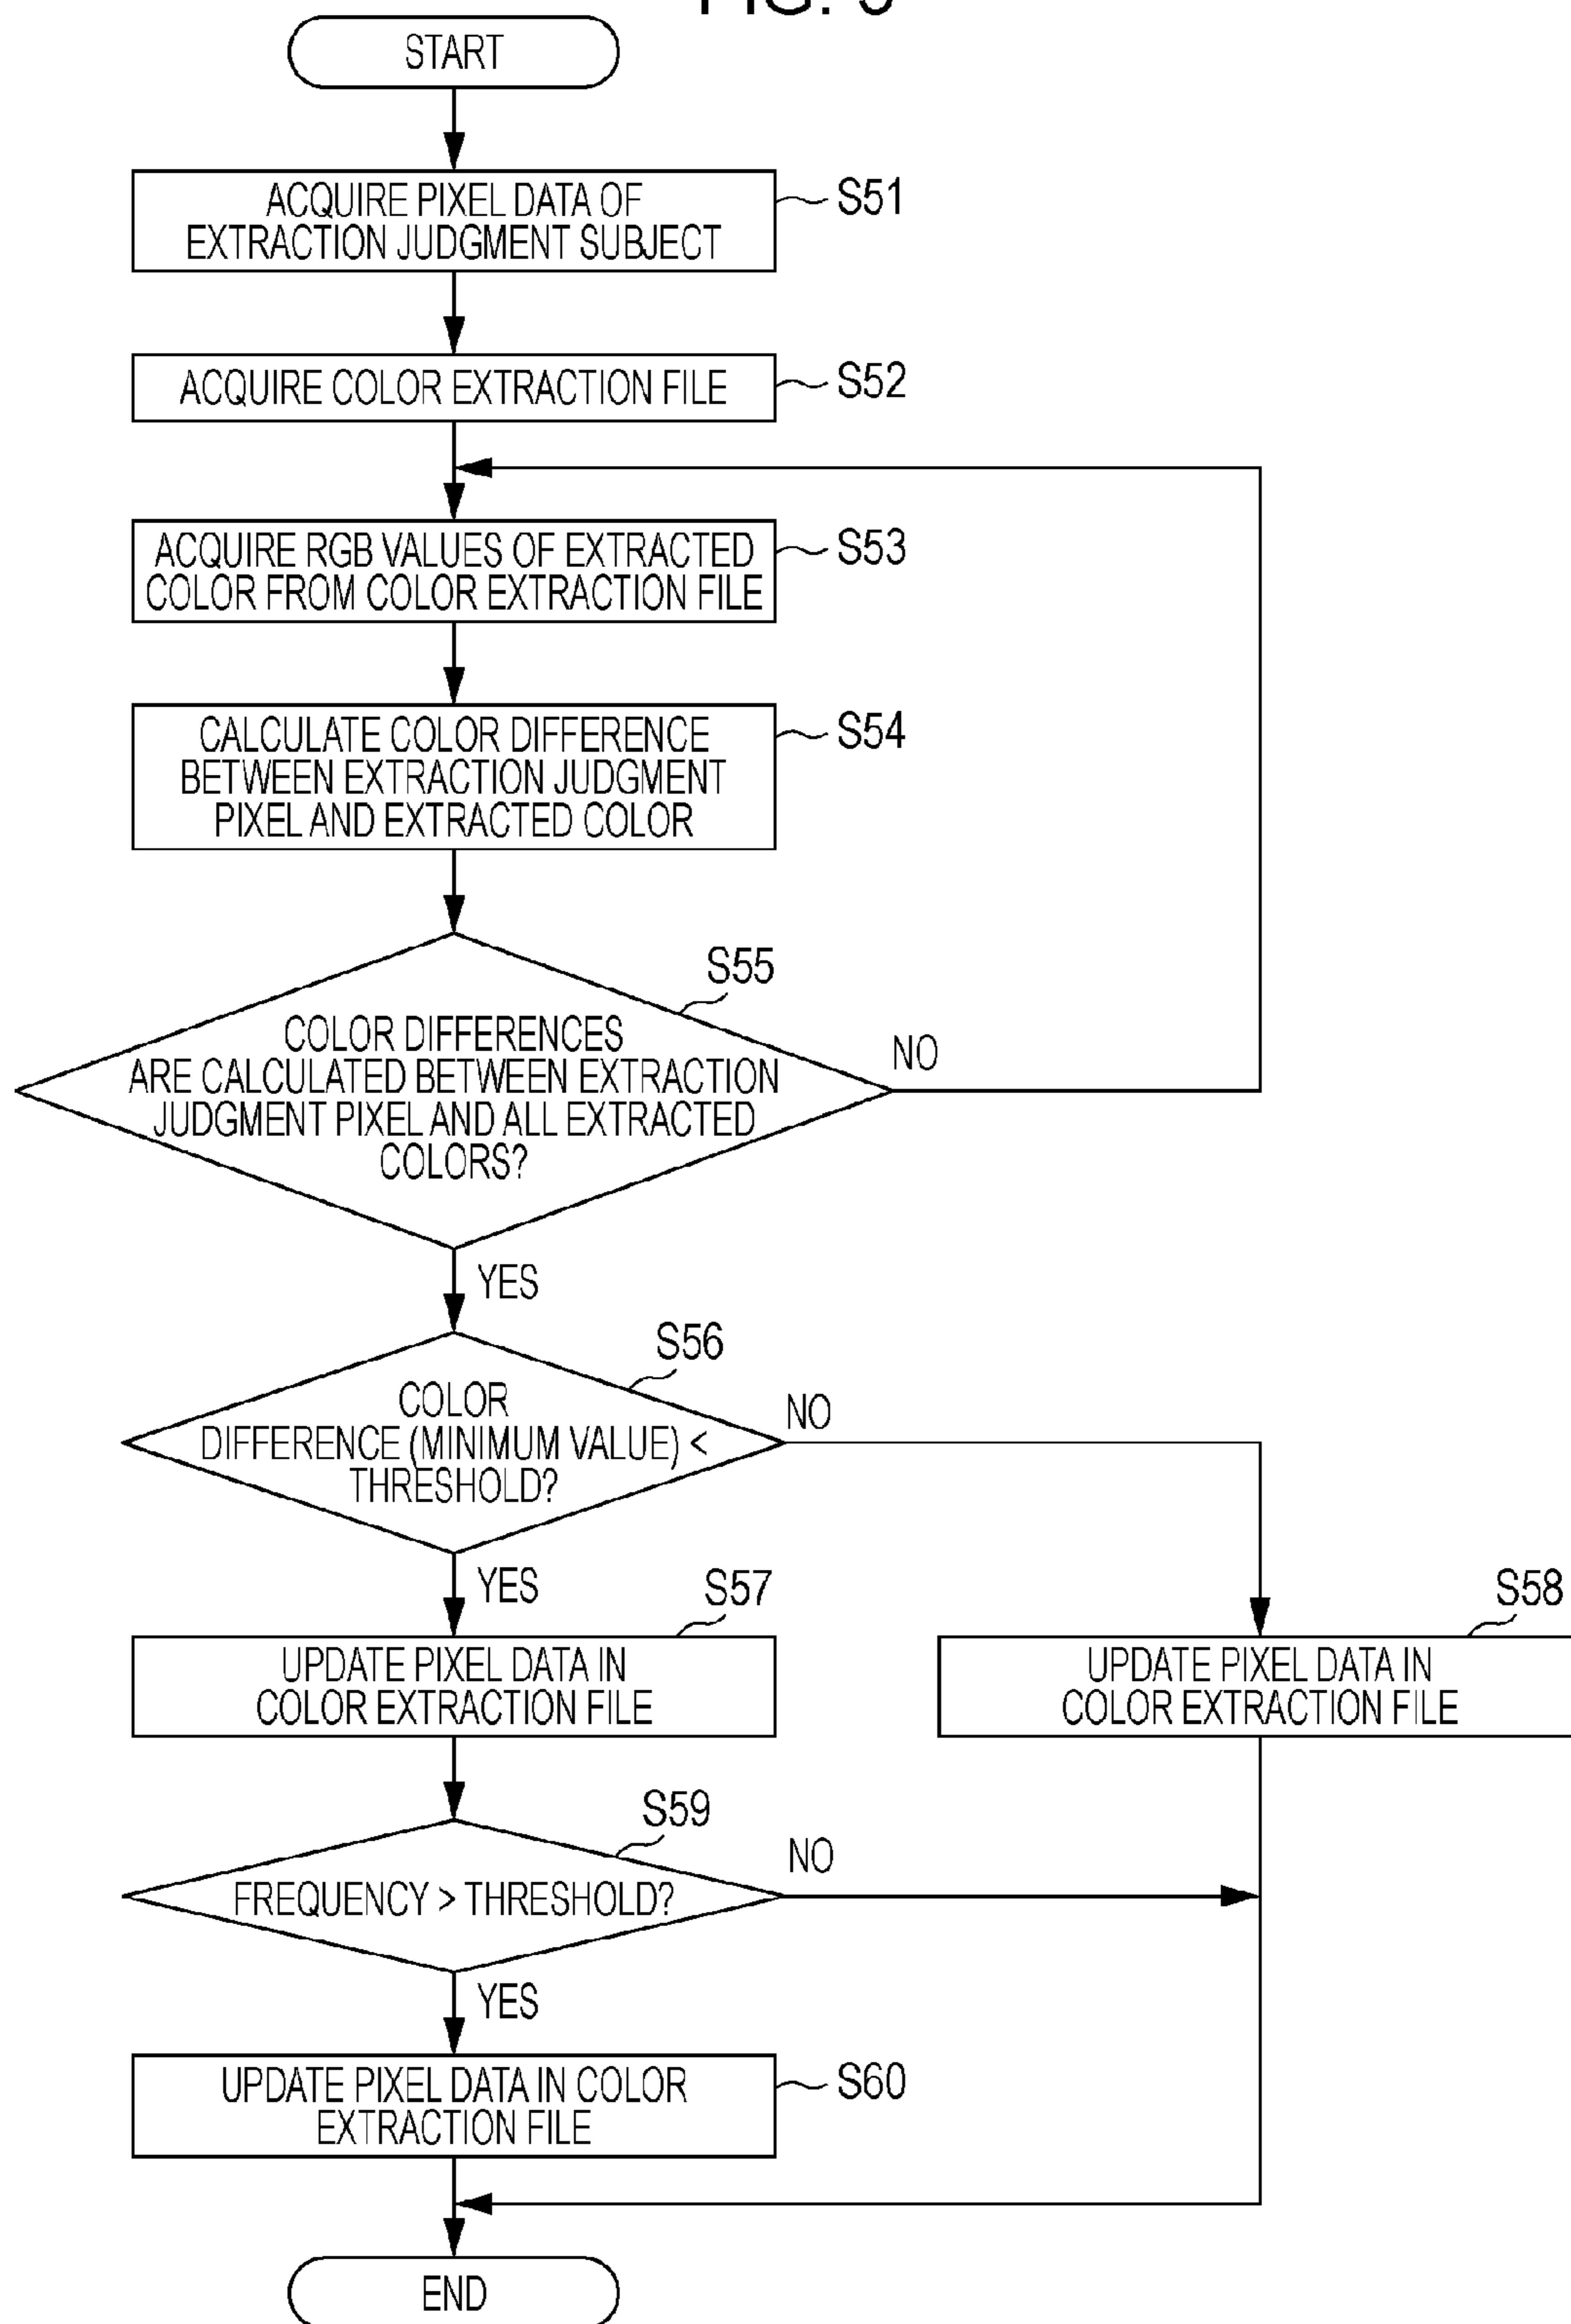 START
ACQUIRE PIXEL DATA OF
EXTRACTION JUDGMENT SUBJECT
S51
ACQUIRE COLOR EXTRACTION FILE
S52
ACQUIRE RGB VALUES OF EXTRACTED
COLOR FROM COLOR EXTRACTION FILE
S53
CALCULATE COLOR DIFFERENCE
BETWEEN EXTRACTION JUDGMENT
PIXEL AND EXTRACTED COLOR
S54
S55
COLOR DIFFERENCES
ARE CALCULATED BETWEEN EXTRACTION
JUDGMENT PIXEL AND ALL EXTRACTED
COLORS?
NO
YES
S56
COLOR
DIFFERENCE (MINIMUM VALUE) <
THRESHOLD?
NO
YES
S57
UPDATE PIXEL DATA IN
COLOR EXTRACTION FILE
S58
UPDATE PIXEL DATA IN
COLOR EXTRACTION FILE
S59
FREQUENCY > THRESHOLD?
NO
YES
UPDATE PIXEL DATA IN COLOR
EXTRACTION FILE
S60
END